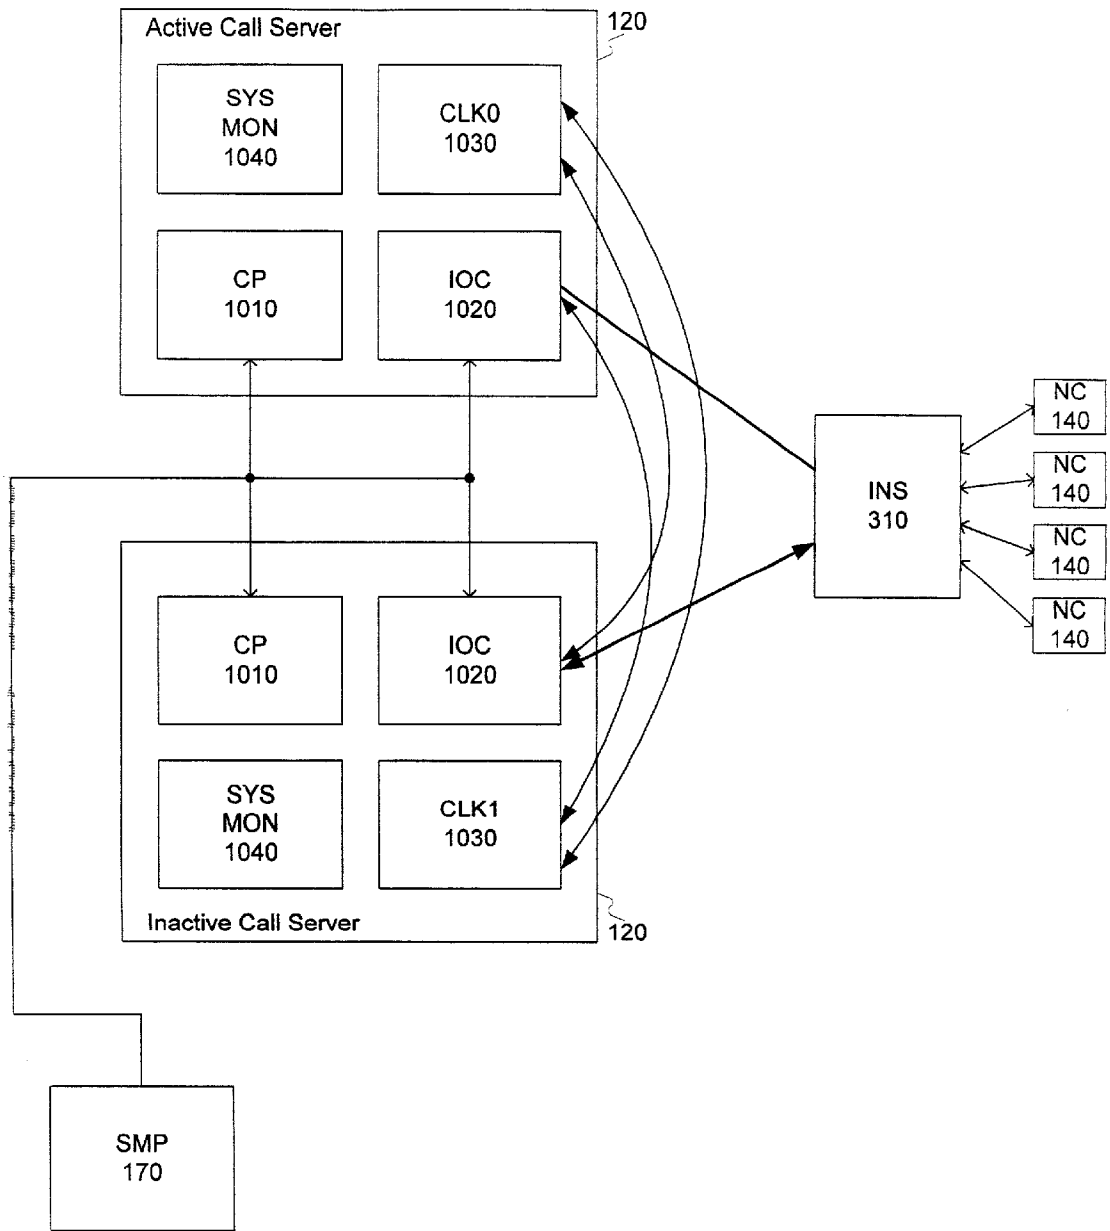 Active Call Server
120
SYS
MON
1040
CLK0
1030
CP
1010
IOC
1020
INS
310
NC
140
NC
140
NC
140
NC
140
CP
1010
IOC
1020
SYS
MON
1040
CLK1
1030
Inactive Call Server
120
SMP
170